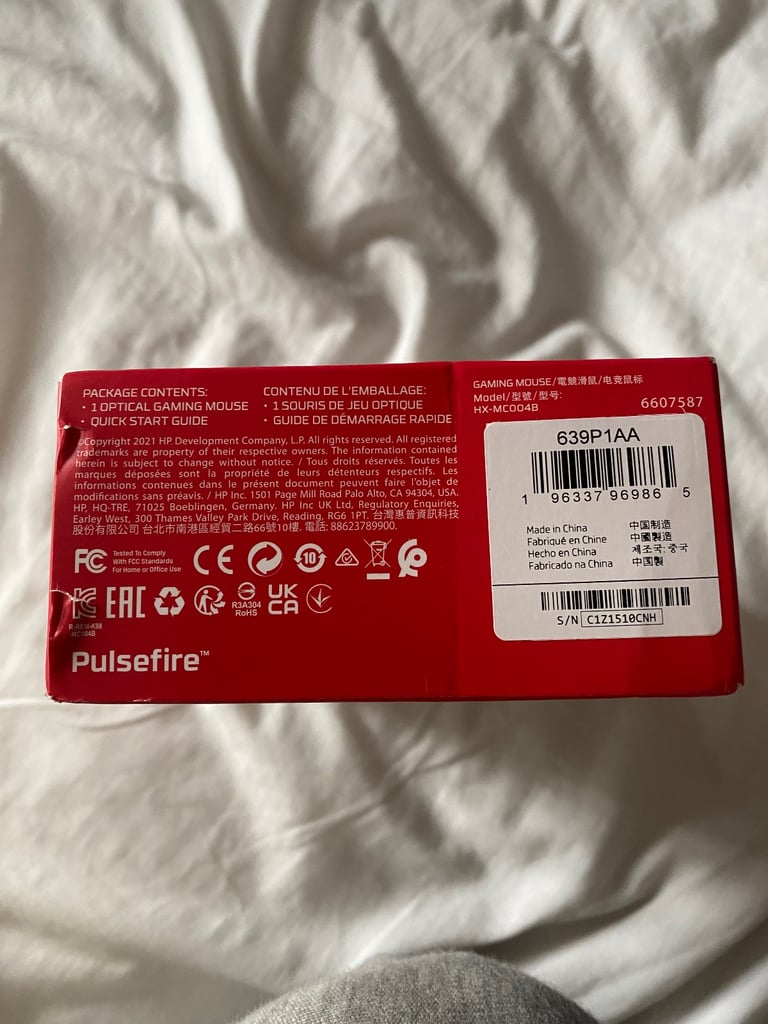 PACKAGE CONTENTS:
• 1 OPTICAL GAMING MOUSE
• QUICK START GUIDE
CONTENU DE L'EMBALLAGE:
• 1 SOURIS DE JEU OPTIQUE
• GUIDE DE DÉMARRAGE RAPIDE
©Copyright 2021 HP Development Company, L.P. All rights reserved. All registered
trademarks are property of their respective owners. The information contained
herein is subject to change without notice. / Tous droits réservés. Toutes les
marques déposées sont la propriété de leurs détenteurs respectifs. Les
informations contenues dans le présent document peuvent faire l'objet de
modifications sans préavis. / HP Inc. 1501 Page Mill Road Palo Alto, CA 94304, USA.
HP, HQ-TRE, 71025 Boeblingen, Germany. HP Inc UK Ltd, Regulatory Enquiries,
Earley West, 300 Thames Valley Park Drive, Reading, RG6 1PT. 台灣惠普資訊科技
股份有限公司 台北市南港區經貿二路66號10樓. 電話: 88623789900.
FC
Tested To Comply
With FCC Standards
For Home or Office Use
CE
10
EAC
R3A304
RoHS
UK
CA
R-REM-K98
-MC004B
Pulsefire™
GAMING MOUSE/電競滑鼠/电竞鼠标
Model/型號/型号:
HX-MC004B
6607587
639P1AA
1 96337 96986 5
Made in China
Fabriqué en Chine
Hecho en China
Fabricado na China
中国制造
中國製造
제조국: 중국
中国製
S/N C1Z1510CNH